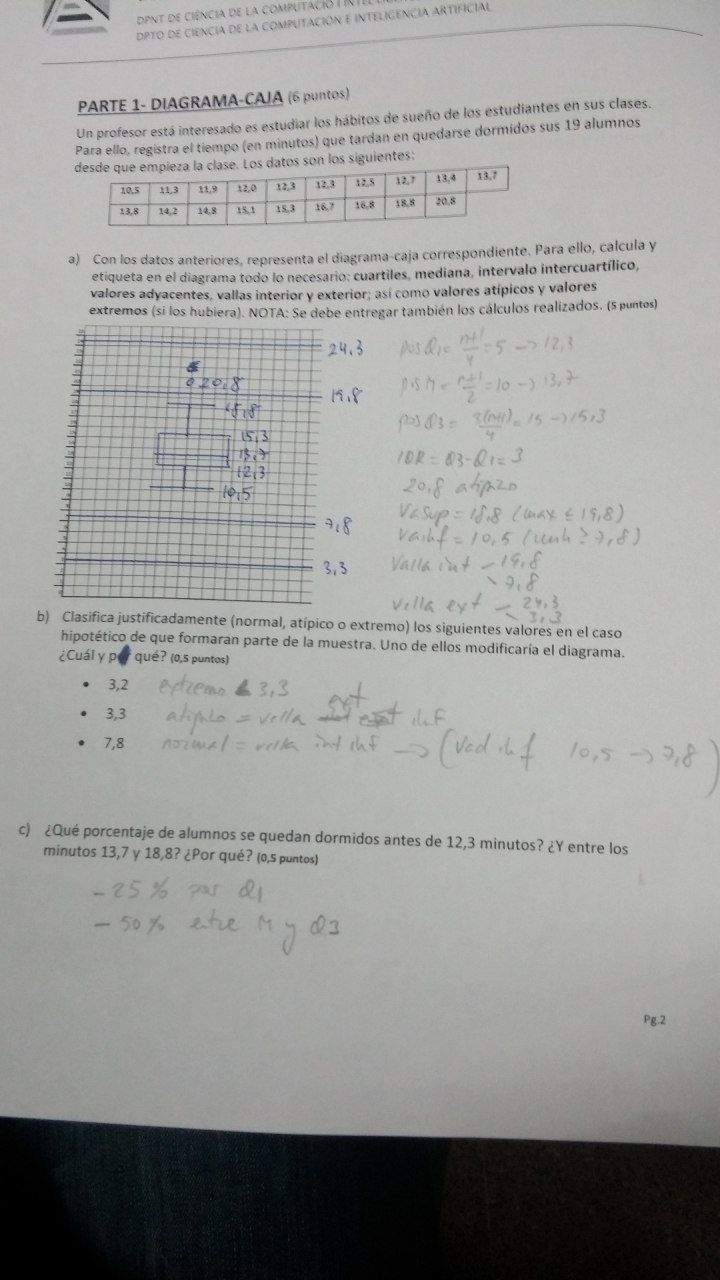 DPNT DE CIÈNCIA DE LA COMPUTACIÓ I
DPTO DE CIENCIA DE LA COMPUTACIÓN E INTELIGENCIA ARTIFICIAL
PARTE 1- DIAGRAMA-CAJA (6 puntos)
Un profesor está interesado es estudiar los hábitos de sueño de los estudiantes en sus clases.
Para ello, registra el tiempo (en minutos) que tardan en quedarse dormidos sus 19 alumnos
desde que empieza la clase. Los datos son los siguientes:
10,5 11,3 11,9 12,0 12,3 12,3 12,5 12,7 13,4 13,7
13,8 14,2 14,8 15,1 15,3 16,7 16,8 18,8 20,8
a) Con los datos anteriores, representa el diagrama-caja correspondiente. Para ello, calcula y
etiqueta en el diagrama todo lo necesario: cuartiles, mediana, intervalo intercuartílico,
valores adyacentes, vallas interior y exterior; así como valores atípicos y valores
extremos (si los hubiera). NOTA: Se debe entregar también los cálculos realizados. (5 puntos)
24,3
20,8
19,8
18,8
15,3
13,7
12,3
10,5
7,8
3,3
pos Q1 = n+1/4 = 5 -> 12,3
pos M = n+1/2 = 10 -> 13,7
pos Q3 = 3(n+1)/4 = 15 -> 15,3
IQR = Q3 - Q1 = 3
20,8 atípico
Va sup = 18,8 (max ≤ 19,8)
Va inf = 10,5 (min ≥ 7,8)
Valla int - 19,8
- 7,8
Valla ext - 24,3
- 3,3
b) Clasifica justificadamente (normal, atípico o extremo) los siguientes valores en el caso
hipotético de que formaran parte de la muestra. Uno de ellos modificaría el diagrama.
¿Cuál y por qué? (0,5 puntos)
• 3,2 extremo < 3,3
• 3,3 atípico = valla ext inf
• 7,8 normal = valla int inf -> (Vad inf 10,5 -> 7,8)
c) ¿Qué porcentaje de alumnos se quedan dormidos antes de 12,3 minutos? ¿Y entre los
minutos 13,7 y 18,8? ¿Por qué? (0,5 puntos)
- 25% por Q1
- 50% entre M y Q3
Pg.2